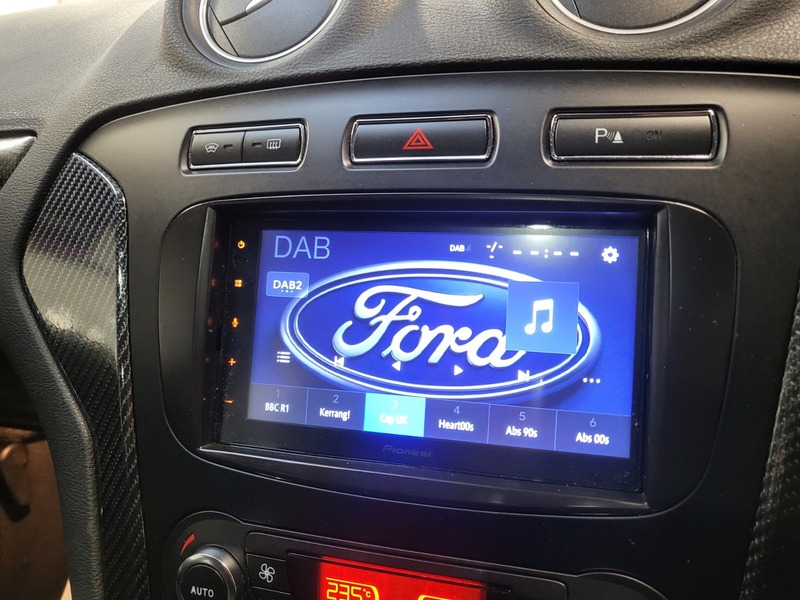 P ON
DAB
DAB
DAB2
Ford
1 2 3 4 5 6
BBC R1 Kerrang! Cap UK Heart00s Abs 90s Abs 00s
Pioneer
AUTO
23.5°C